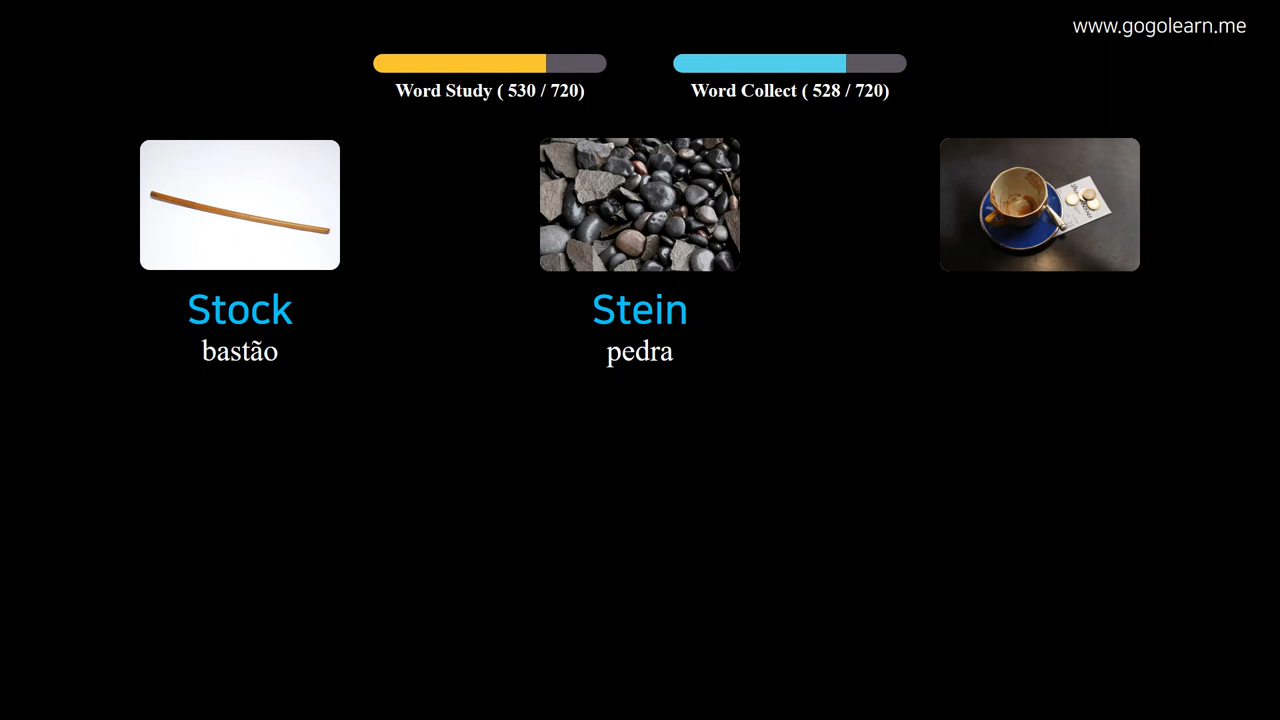 www.gogolearn.me
Word Study ( 530 / 720)
Word Collect ( 528 / 720)
Stock
bastão
Stein
pedra